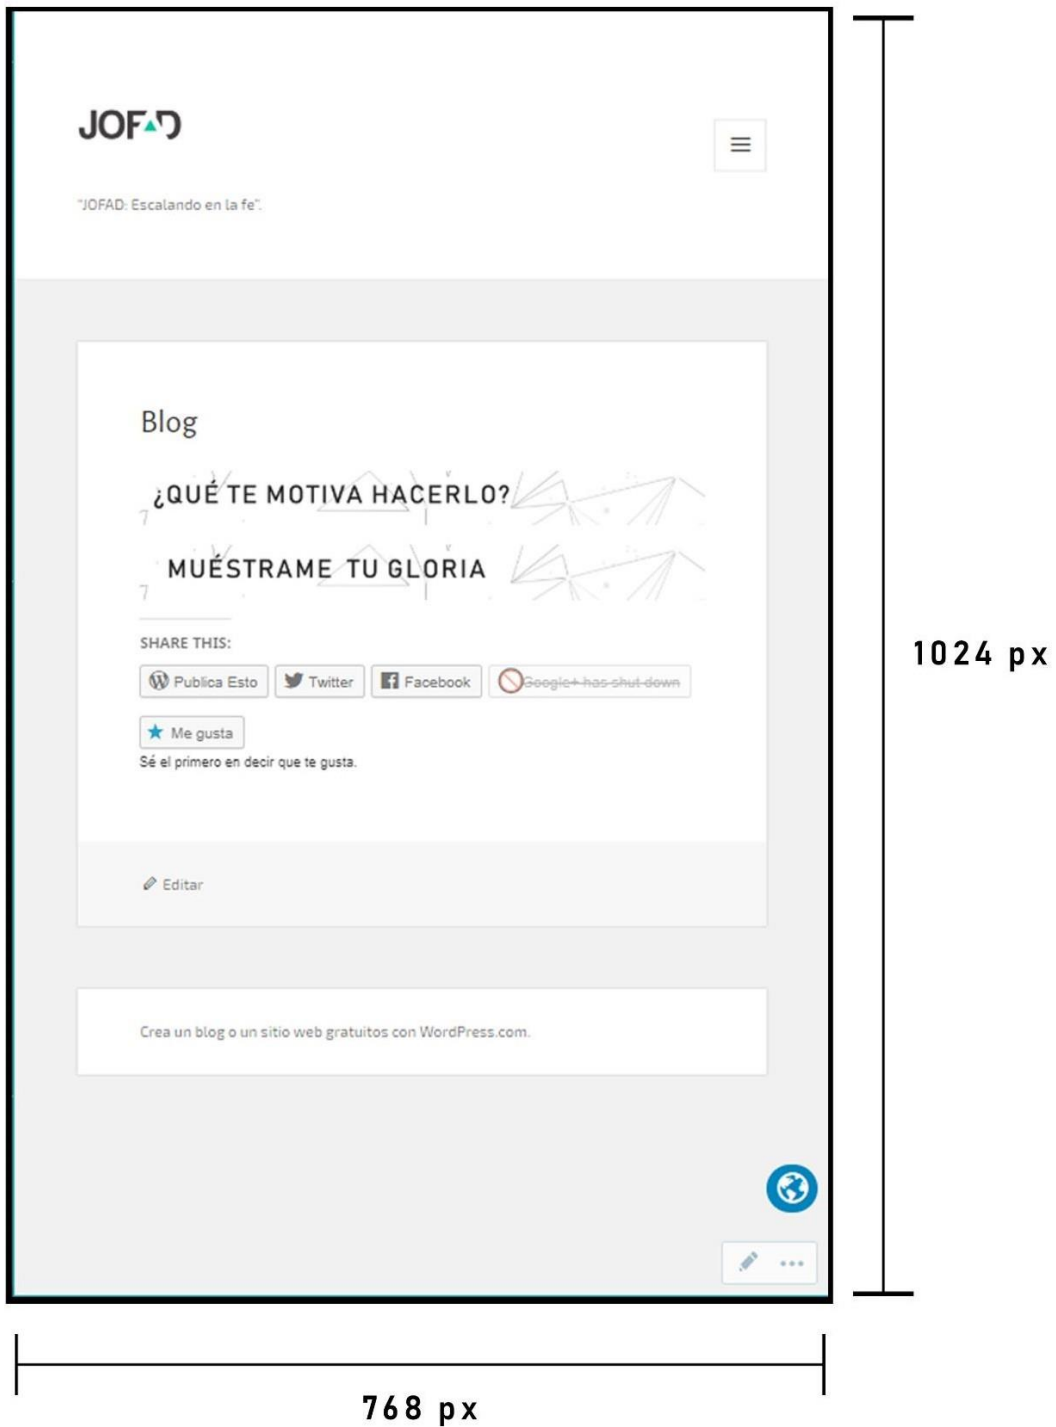 JOFAD
"JOFAD: Escalando en la fe".
Blog
¿QUÉ TE MOTIVA HACERLO?
MUÉSTRAME TU GLORIA
SHARE THIS:
Publica Esto Twitter Facebook Google+ has shut down
Me gusta
Sé el primero en decir que te gusta.
Editar
Crea un blog o un sitio web gratuitos con WordPress.com.
1024 px
768 px